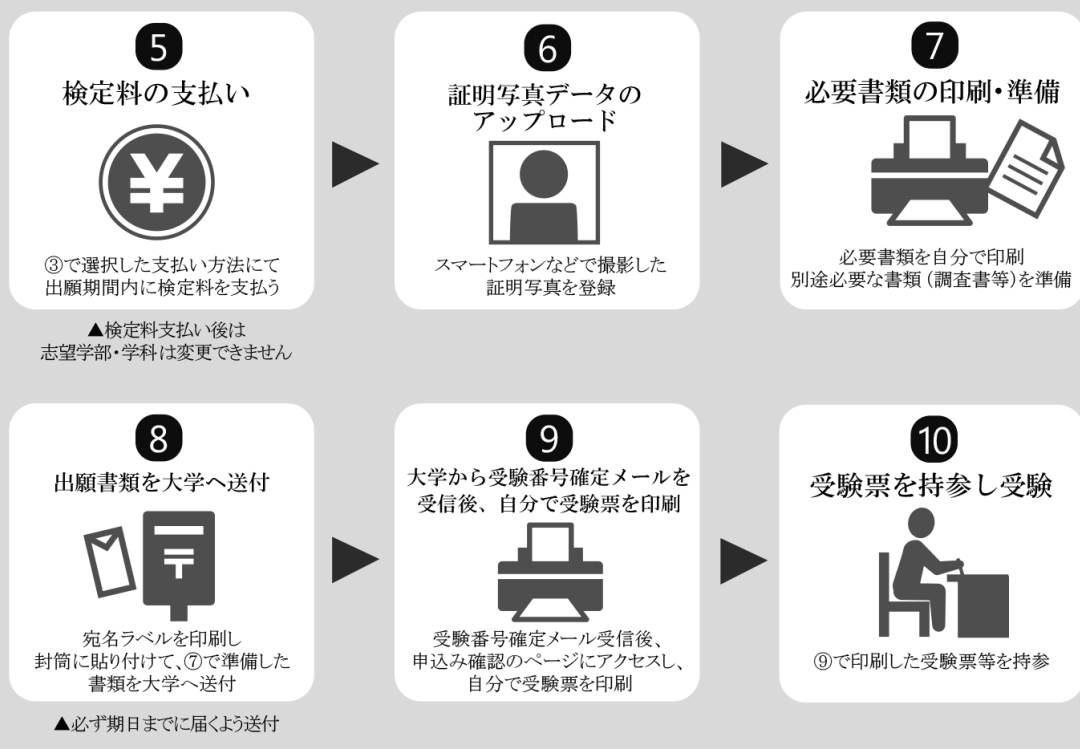 5
検定料の支払い
¥
③で選択した支払い方法にて
出願期間内に検定料を支払う
▲検定料支払い後は
志望学部・学科は変更できません
6
証明写真データの
アップロード
スマートフォンなどで撮影した
証明写真を登録
7
必要書類の印刷・準備
必要書類を自分で印刷
別途必要な書類（調査書等）を準備
8
出願書類を大学へ送付
〒
宛名ラベルを印刷し
封筒に貼り付けて、⑦で準備した
書類を大学へ送付
▲必ず期日までに届くよう送付
9
大学から受験番号確定メールを
受信後、自分で受験票を印刷
受験番号確定メール受信後、
申込み確認のページにアクセスし、
自分で受験票を印刷
10
受験票を持参し受験
⑨で印刷した受験票等を持参